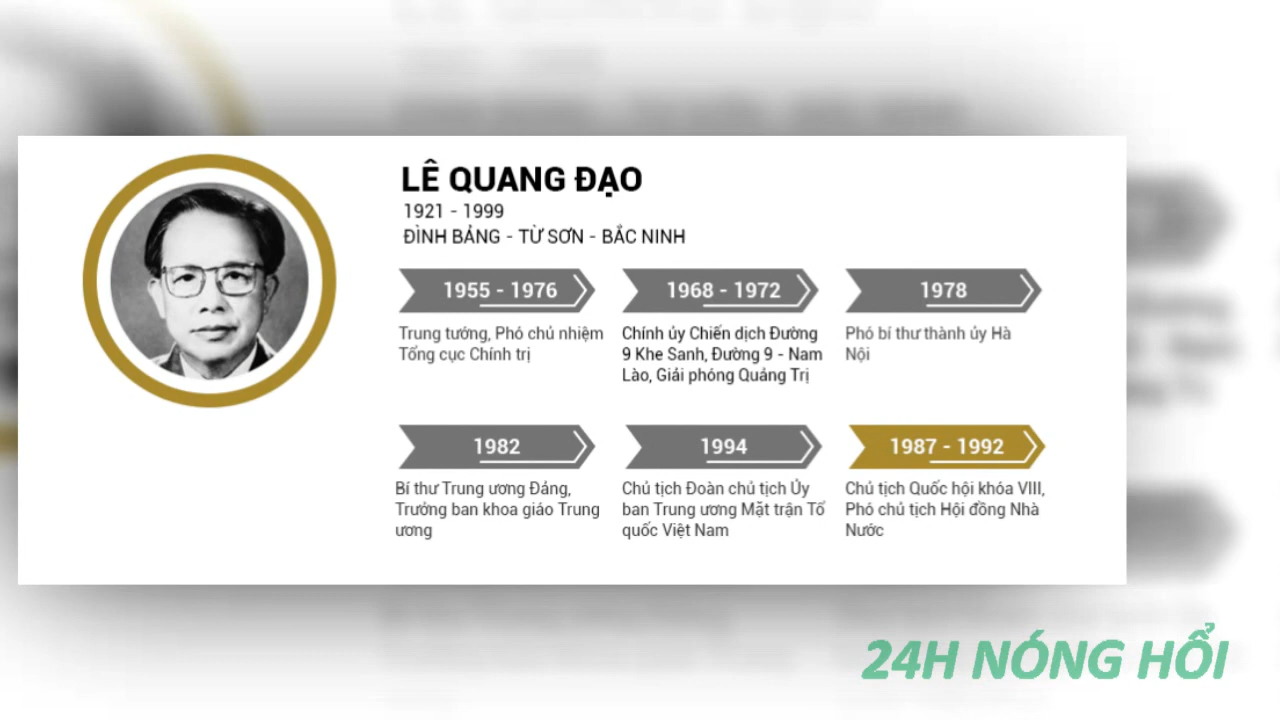 LÊ QUANG ĐẠO
1921 - 1999
ĐÌNH BẢNG - TỪ SƠN - BẮC NINH
1955 - 1976
Trung tướng, Phó chủ nhiệm
Tổng cục Chính trị
1968 - 1972
Chính ủy Chiến dịch Đường
9 Khe Sanh, Đường 9 - Nam
Lào, Giải phóng Quảng Trị
1978
Phó bí thư thành ủy Hà
Nội
1982
Bí thư Trung ương Đảng,
Trưởng ban khoa giáo Trung
ương
1994
Chủ tịch Đoàn chủ tịch Ủy
ban Trung ương Mặt trận Tổ
quốc Việt Nam
1987 - 1992
Chủ tịch Quốc hội khóa VIII,
Phó chủ tịch Hội đồng Nhà
Nước
24H NÓNG HỔI